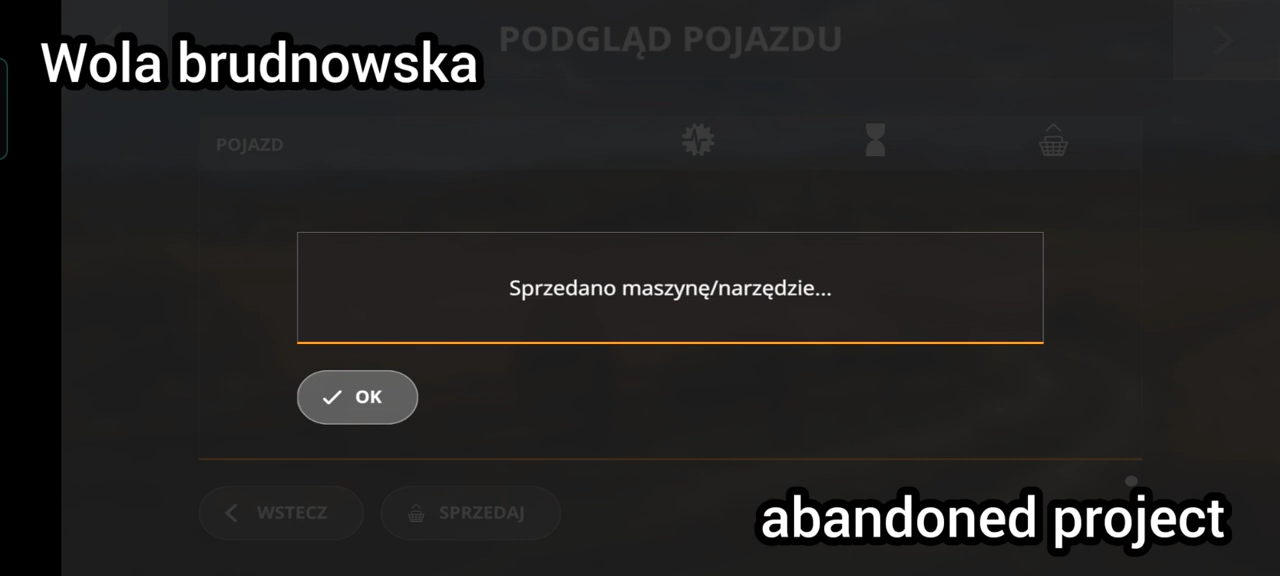 PODGLĄD POJAZDU
Wola brudnowska
POJAZD
Sprzedano maszynę/narzędzie...
OK
WSTECZ
SPRZEDAJ
abandoned project